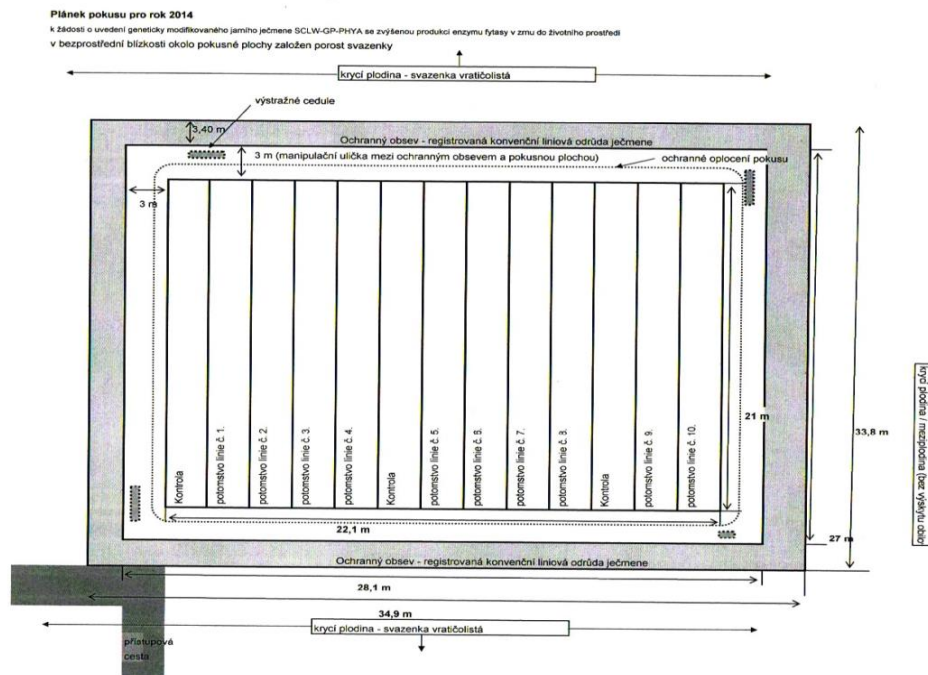 Plánek pokusu pro rok 2014
k žádosti o uvedení geneticky modifikovaného jarního ječmene SCLW-GP-PHYA se zvýšenou produkcí enzymu fytasy v zrnu do životního prostředí
v bezprostřední blízkosti okolo pokusné plochy založen porost svazenky
krycí plodina - svazenka vratičolistá
výstražné cedule
3,40 m
Ochranný obsev - registrovaná konvenční liniová odrůda ječmene
3 m (manipulační ulička mezi ochranným obsevem a pokusnou plochou)
ochranné oplocení pokusu
3 m
Kontrola
potomstvo linie č. 1.
potomstvo linie č. 2.
potomstvo linie č. 3.
potomstvo linie č. 4.
Kontrola
potomstvo linie č. 5.
potomstvo linie č. 6.
potomstvo linie č. 7.
potomstvo linie č. 8.
Kontrola
potomstvo linie č. 9.
potomstvo linie č. 10.
21 m
33,8 m
krycí plodina / meziplodina (bez výskytu obilo
22,1 m
27 m
Ochranný obsev - registrovaná konvenční liniová odrůda ječmene
28,1 m
34,9 m
krycí plodina - svazenka vratičolistá
přístupová
cesta